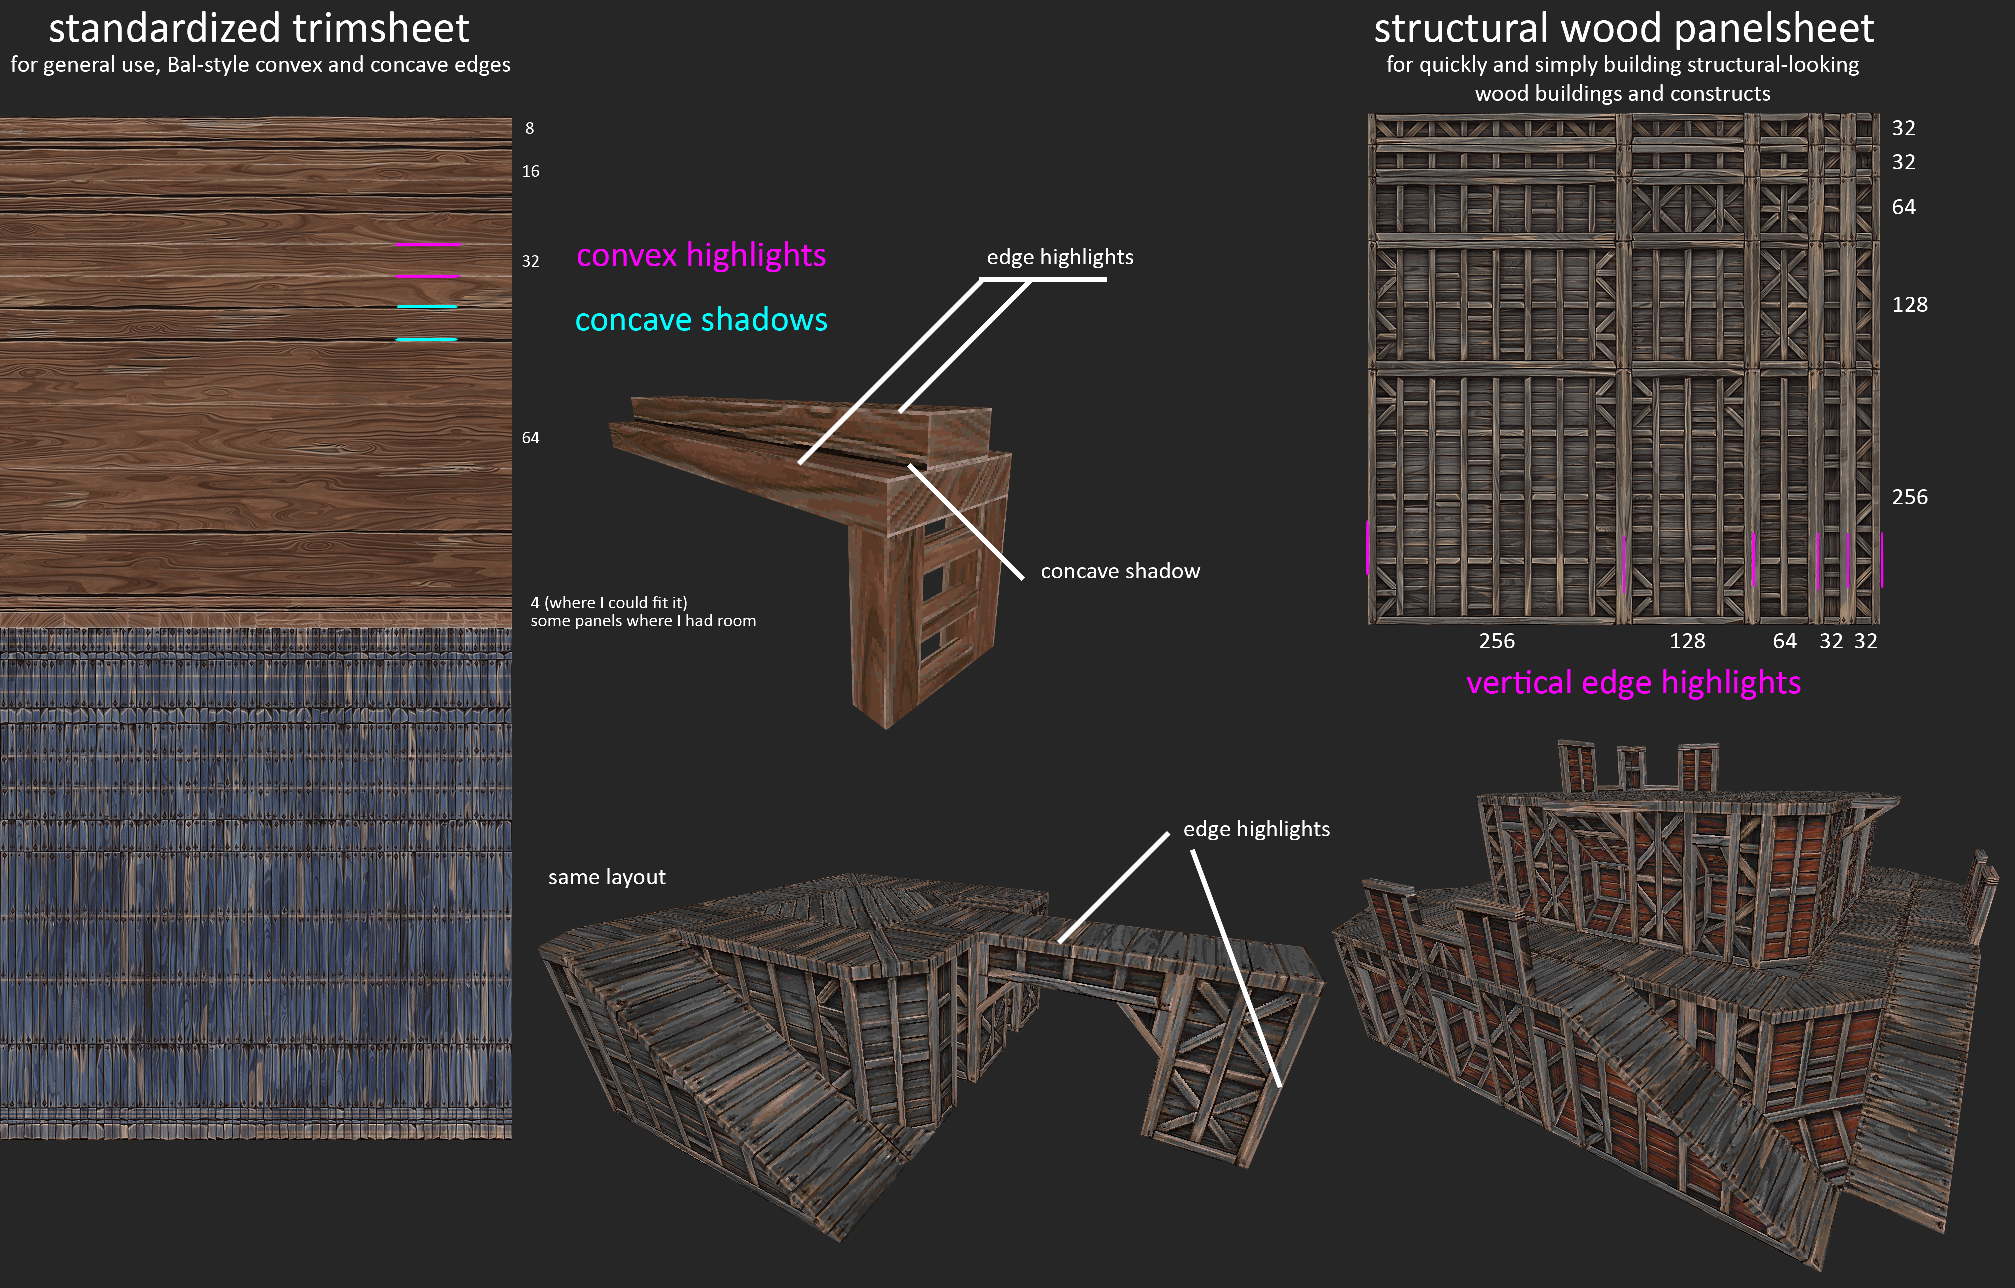 standardized trimsheet
for general use, Bal-style convex and concave edges
8
16
32
64
4 (where I could fit it)
some panels where I had room
convex highlights
concave shadows
edge highlights
concave shadow
same layout
edge highlights
structural wood panelsheet
for quickly and simply building structural-looking
wood buildings and constructs
32
32
64
128
256
256 128 64 32 32
vertical edge highlights